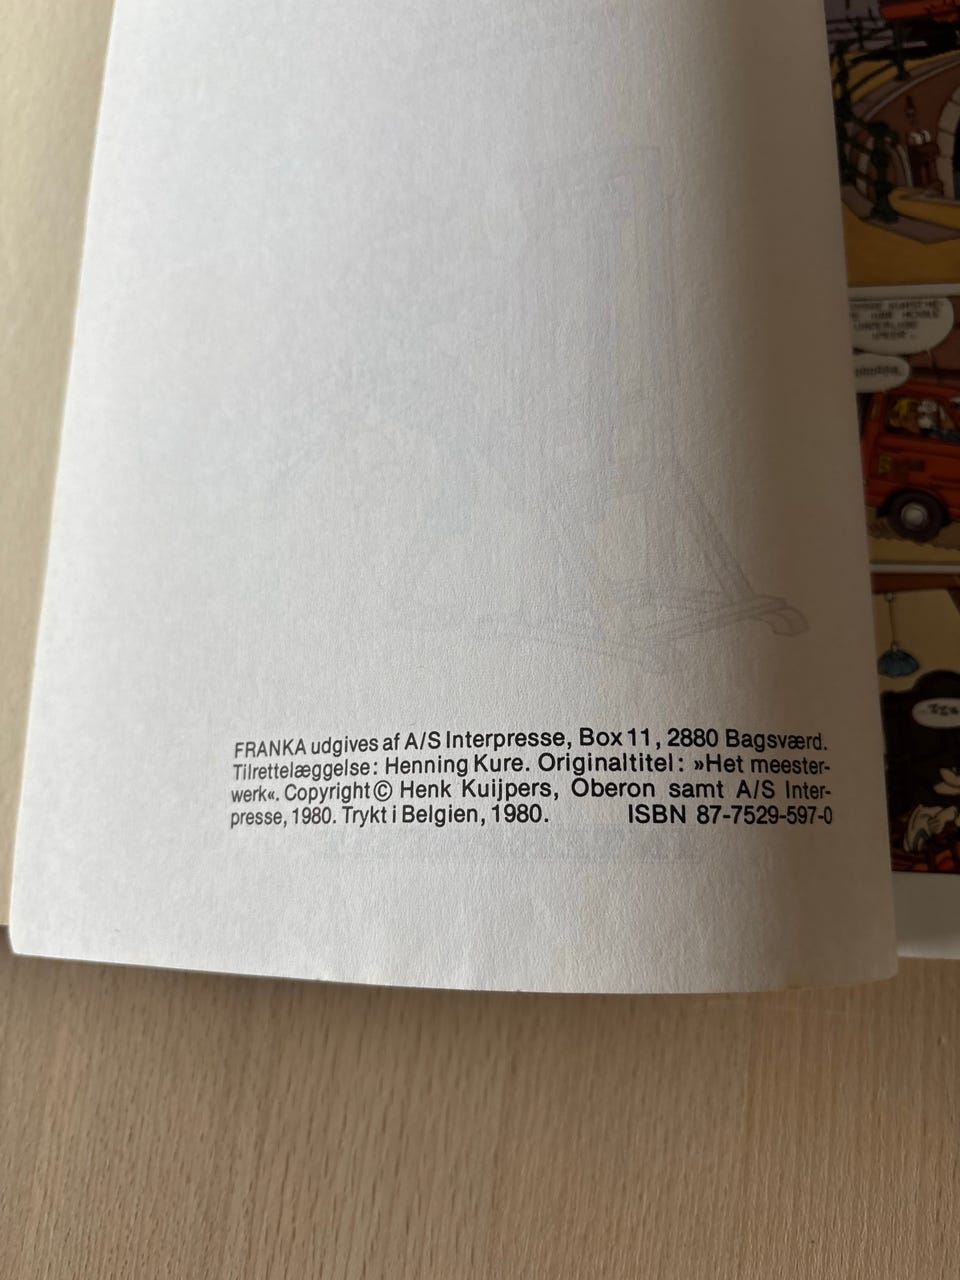 FRANKA udgives af A/S Interpresse, Box 11, 2880 Bagsværd.
Tilrettelæggelse: Henning Kure. Originaltitel: »Het meester-
werk«. Copyright © Henk Kuijpers, Oberon samt A/S Inter-
presse, 1980. Trykt i Belgien, 1980. ISBN 87-7529-597-0